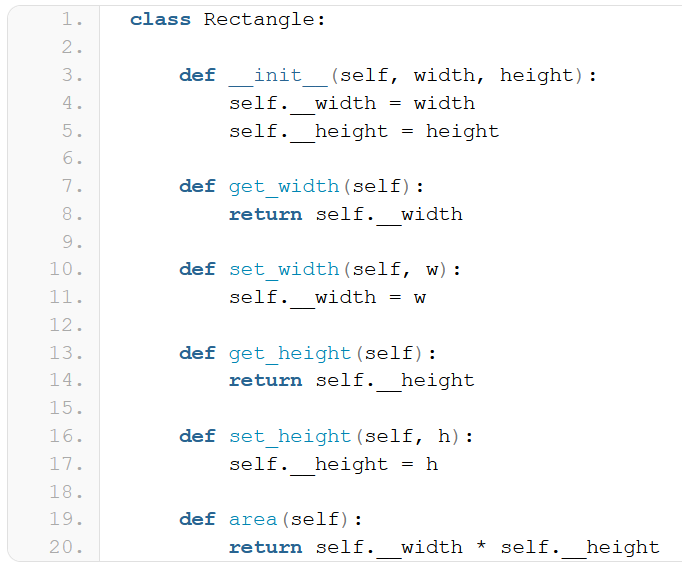 1. class Rectangle:
2.
3.     def __init__(self, width, height):
4.         self.__width = width
5.         self.__height = height
6.
7.     def get_width(self):
8.         return self.__width
9.
10.     def set_width(self, w):
11.         self.__width = w
12.
13.     def get_height(self):
14.         return self.__height
15.
16.     def set_height(self, h):
17.         self.__height = h
18.
19.     def area(self):
20.         return self.__width * self.__height